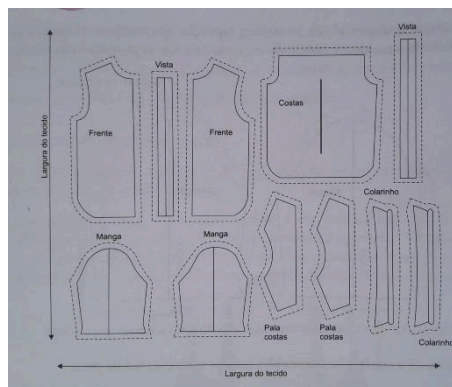 Vista
Vista
Frente
Frente
Costas
Largura do tecido
Colarinho
Manga
Manga
Pala
costas
Pala
costas
Colarinho
Largura do tecido